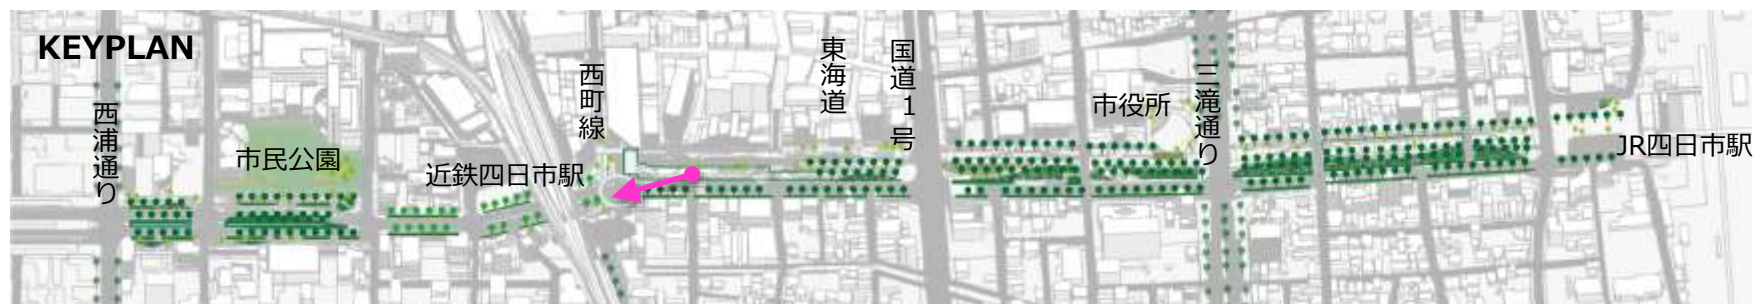 KEYPLAN
西浦通り
市民公園
近鉄四日市駅
西町線
東海道
国道1号
市役所
三滝通り
JR四日市駅